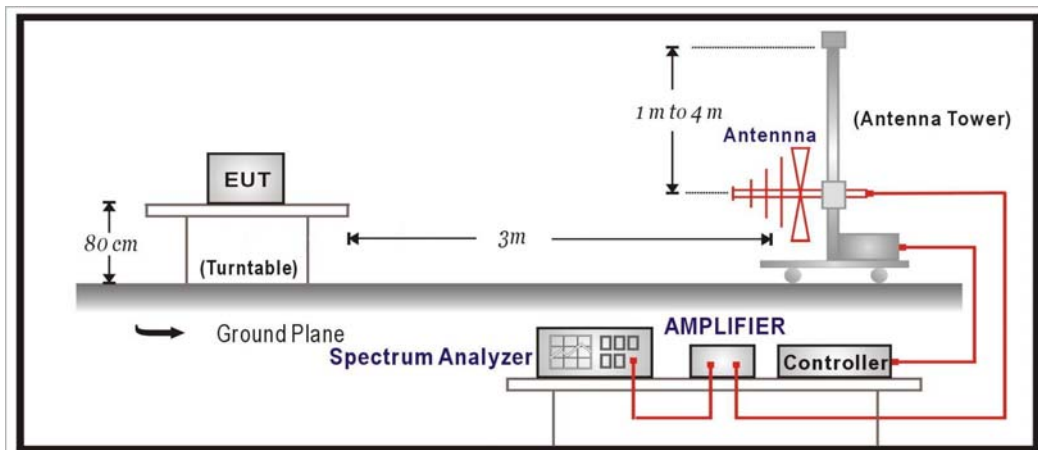 1 m to 4 m
(Antenna Tower)
Antennna
EUT
80 cm
3m
(Turntable)
Ground Plane
AMPLIFIER
Spectrum Analyzer
Controller